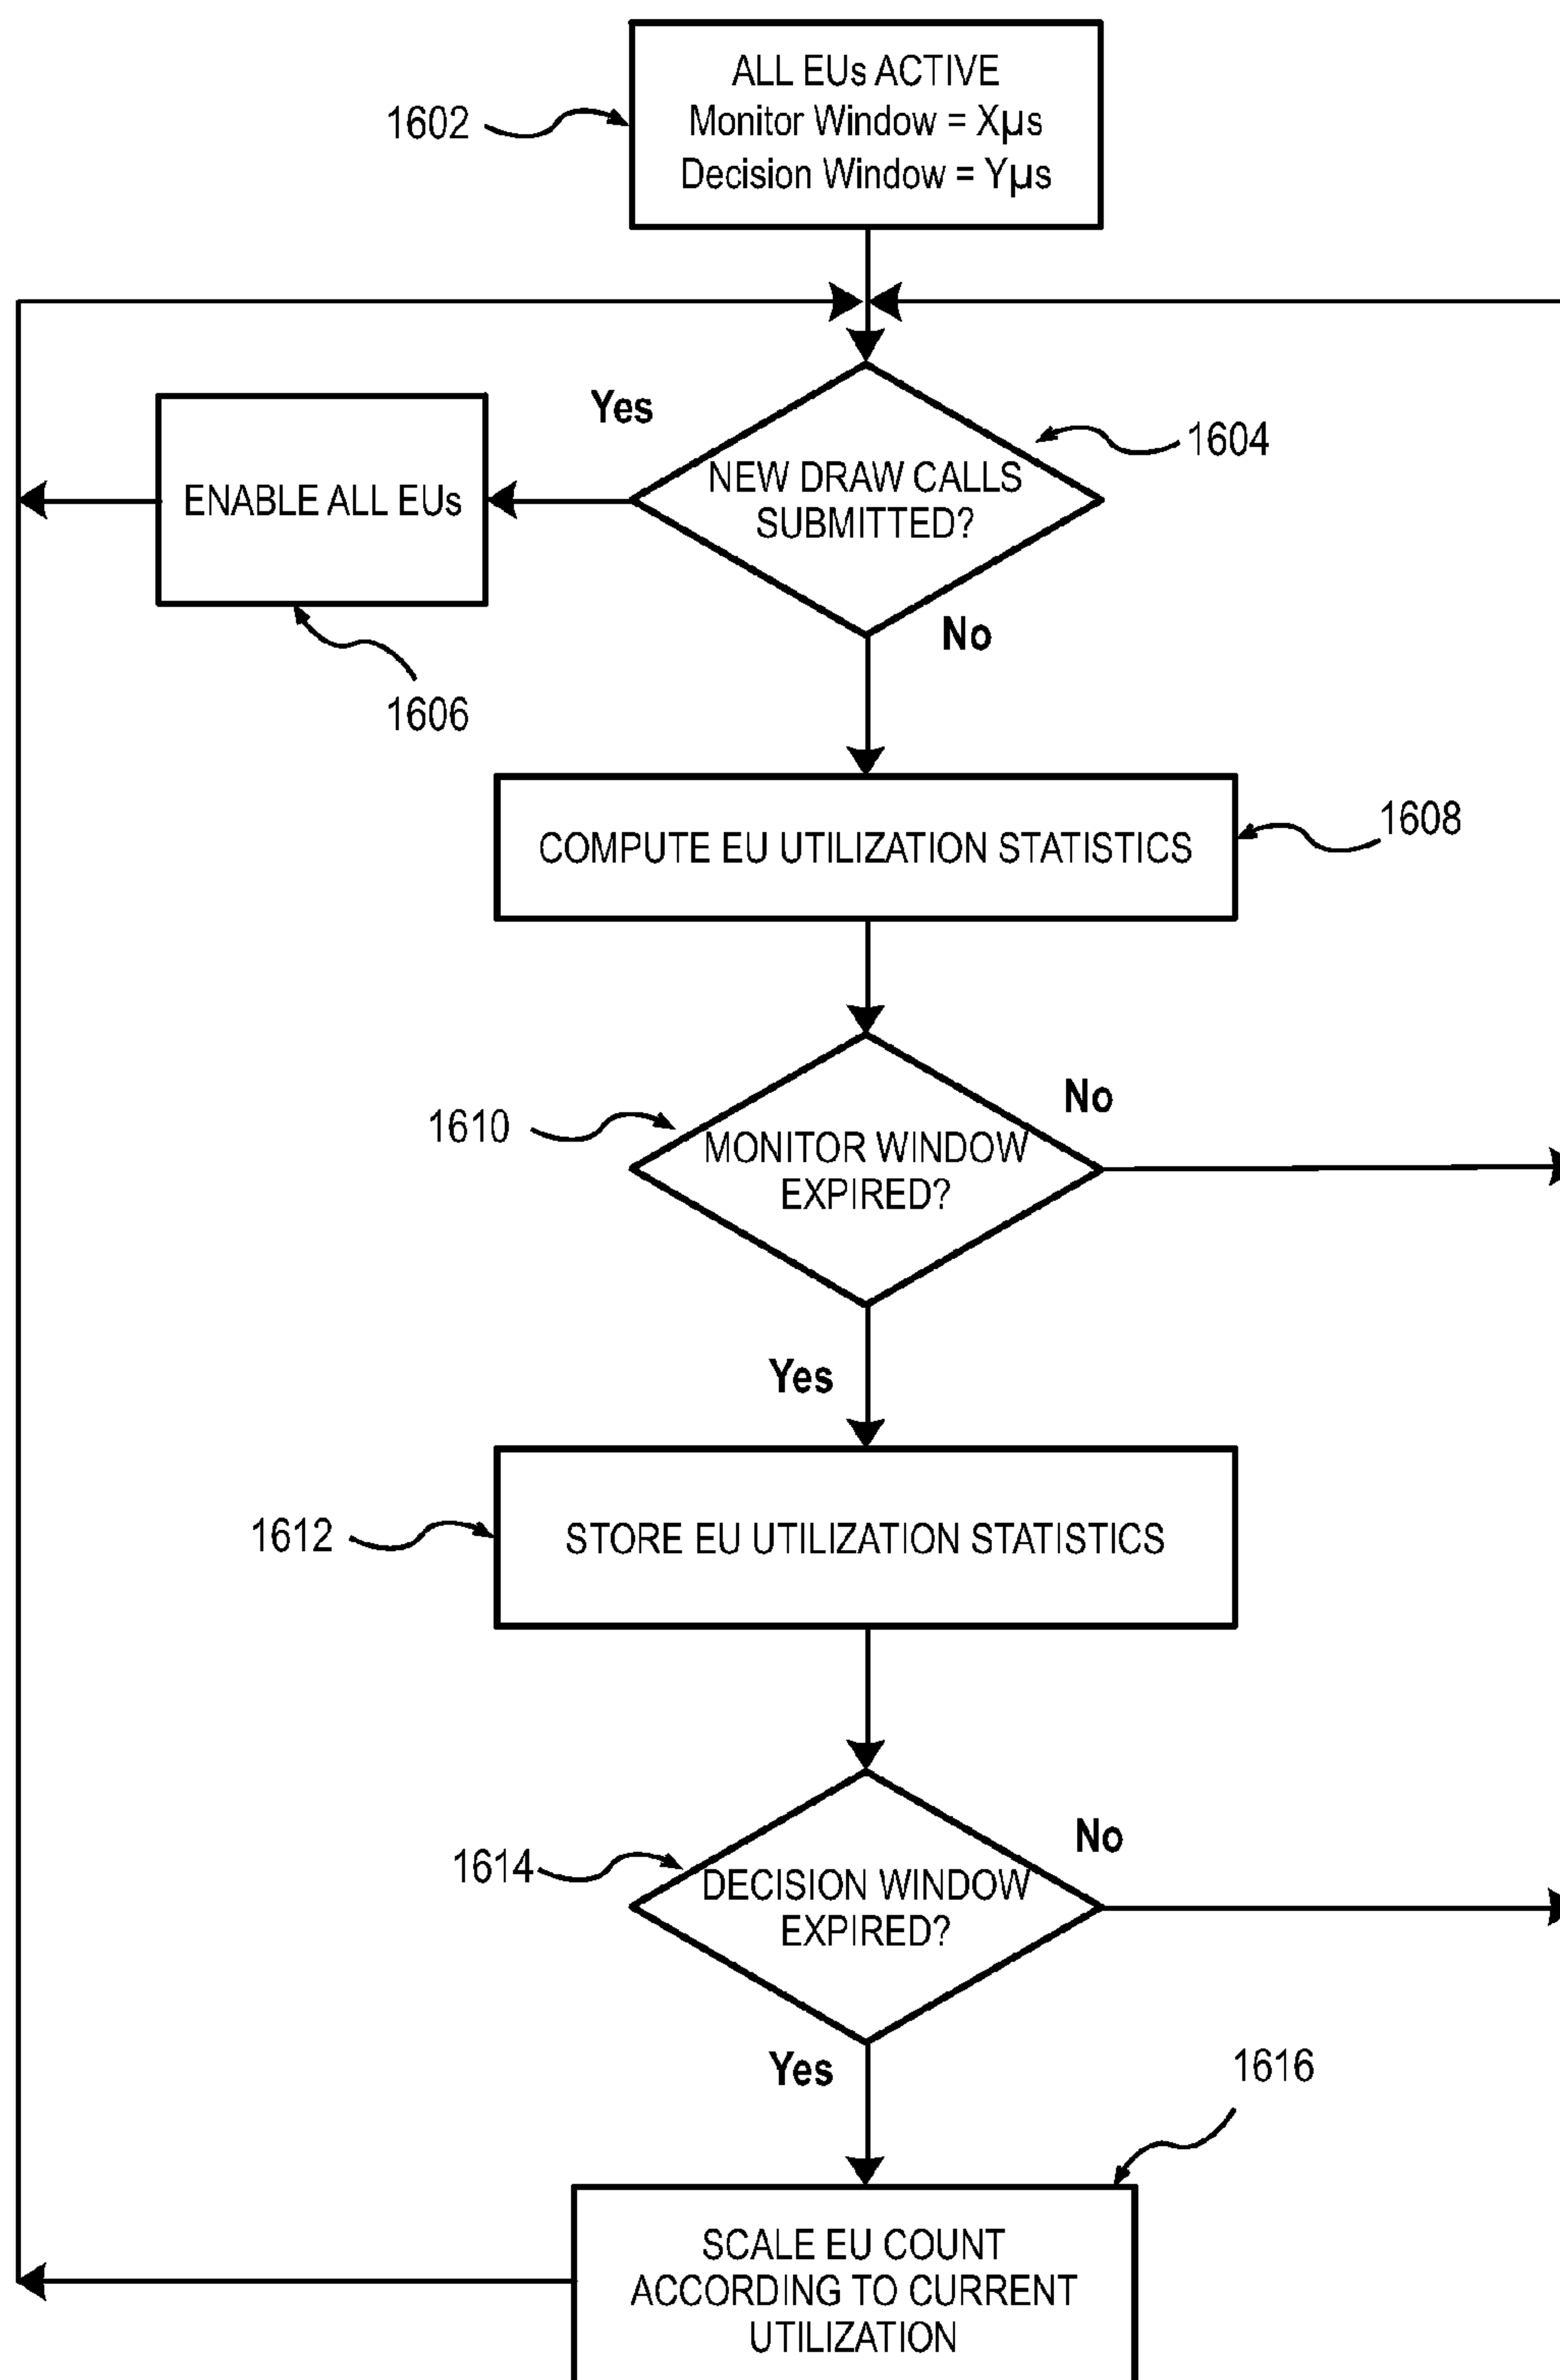 ALL EUs ACTIVE
Monitor Window = Xµs
Decision Window = Yµs
1602
Yes
1604
NEW DRAW CALLS
SUBMITTED?
ENABLE ALL EUs
No
1606
1608
COMPUTE EU UTILIZATION STATISTICS
No
1610
MONITOR WINDOW
EXPIRED?
Yes
1612
STORE EU UTILIZATION STATISTICS
No
1614
DECISION WINDOW
EXPIRED?
Yes
1616
SCALE EU COUNT
ACCORDING TO CURRENT
UTILIZATION